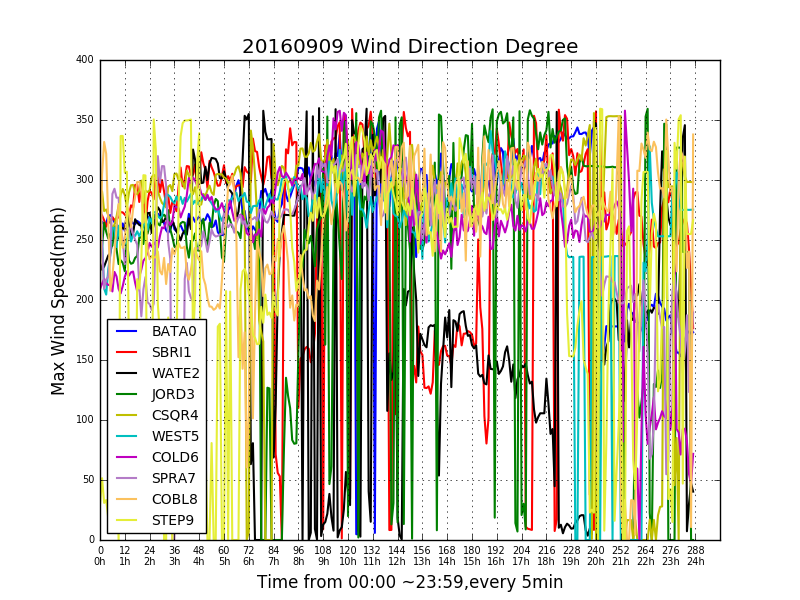 20160909 Wind Direction Degree
400
350
300
250
200
150
100
50
0
Max Wind Speed(mph)
BATA0
SBRI1
WATE2
JORD3
CSQR4
WEST5
COLD6
SPRA7
COBL8
STEP9
0 12 24 36 48 60 72 84 96 108 120 132 144 156 168 180 192 204 216 228 240 252 264 276 288
0h 1h 2h 3h 4h 5h 6h 7h 8h 9h 10h 11h 12h 13h 14h 15h 16h 17h 18h 19h 20h 21h 22h 23h 24h
Time from 00:00 ~23:59,every 5min